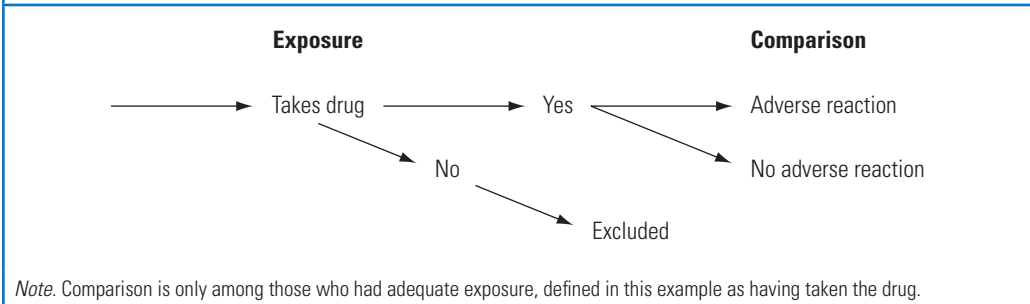 Exposure Comparison
Takes drug Yes Adverse reaction
No No adverse reaction
Excluded
Note. Comparison is only among those who had adequate exposure, defined in this example as having taken the drug.